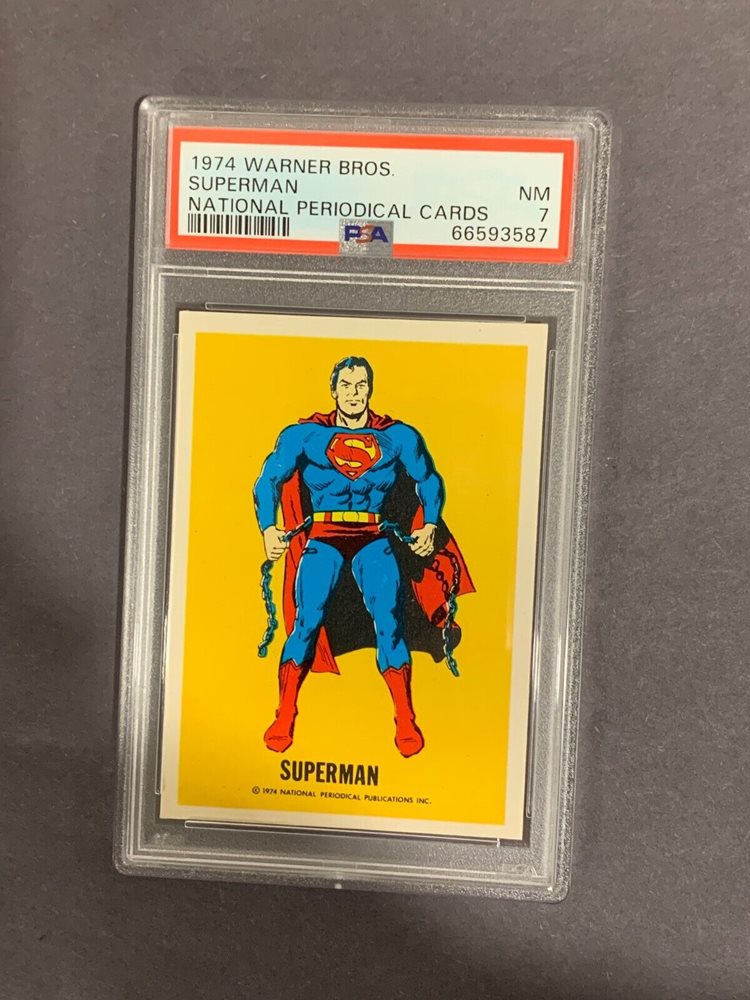 1974 WARNER BROS.
SUPERMAN NM
NATIONAL PERIODICAL CARDS 7
PSA 66593587
S
SUPERMAN
© 1974 NATIONAL PERIODICAL PUBLICATIONS INC.